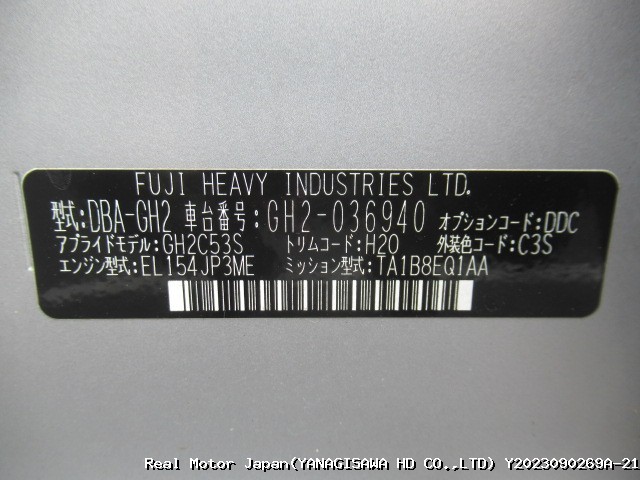 FUJI HEAVY INDUSTRIES LTD.
型式:DBA-GH2 車台番号:GH2-036940 オプションコード:DDC
アプライドモデル:GH2C53S トリムコード:H20 外装色コード:C3S
エンジン型式:EL154JP3ME ミッション型式:TA1B8EQ1AA
Real Motor Japan(YANAGISAWA HD CO.,LTD) Y2023090269A-21